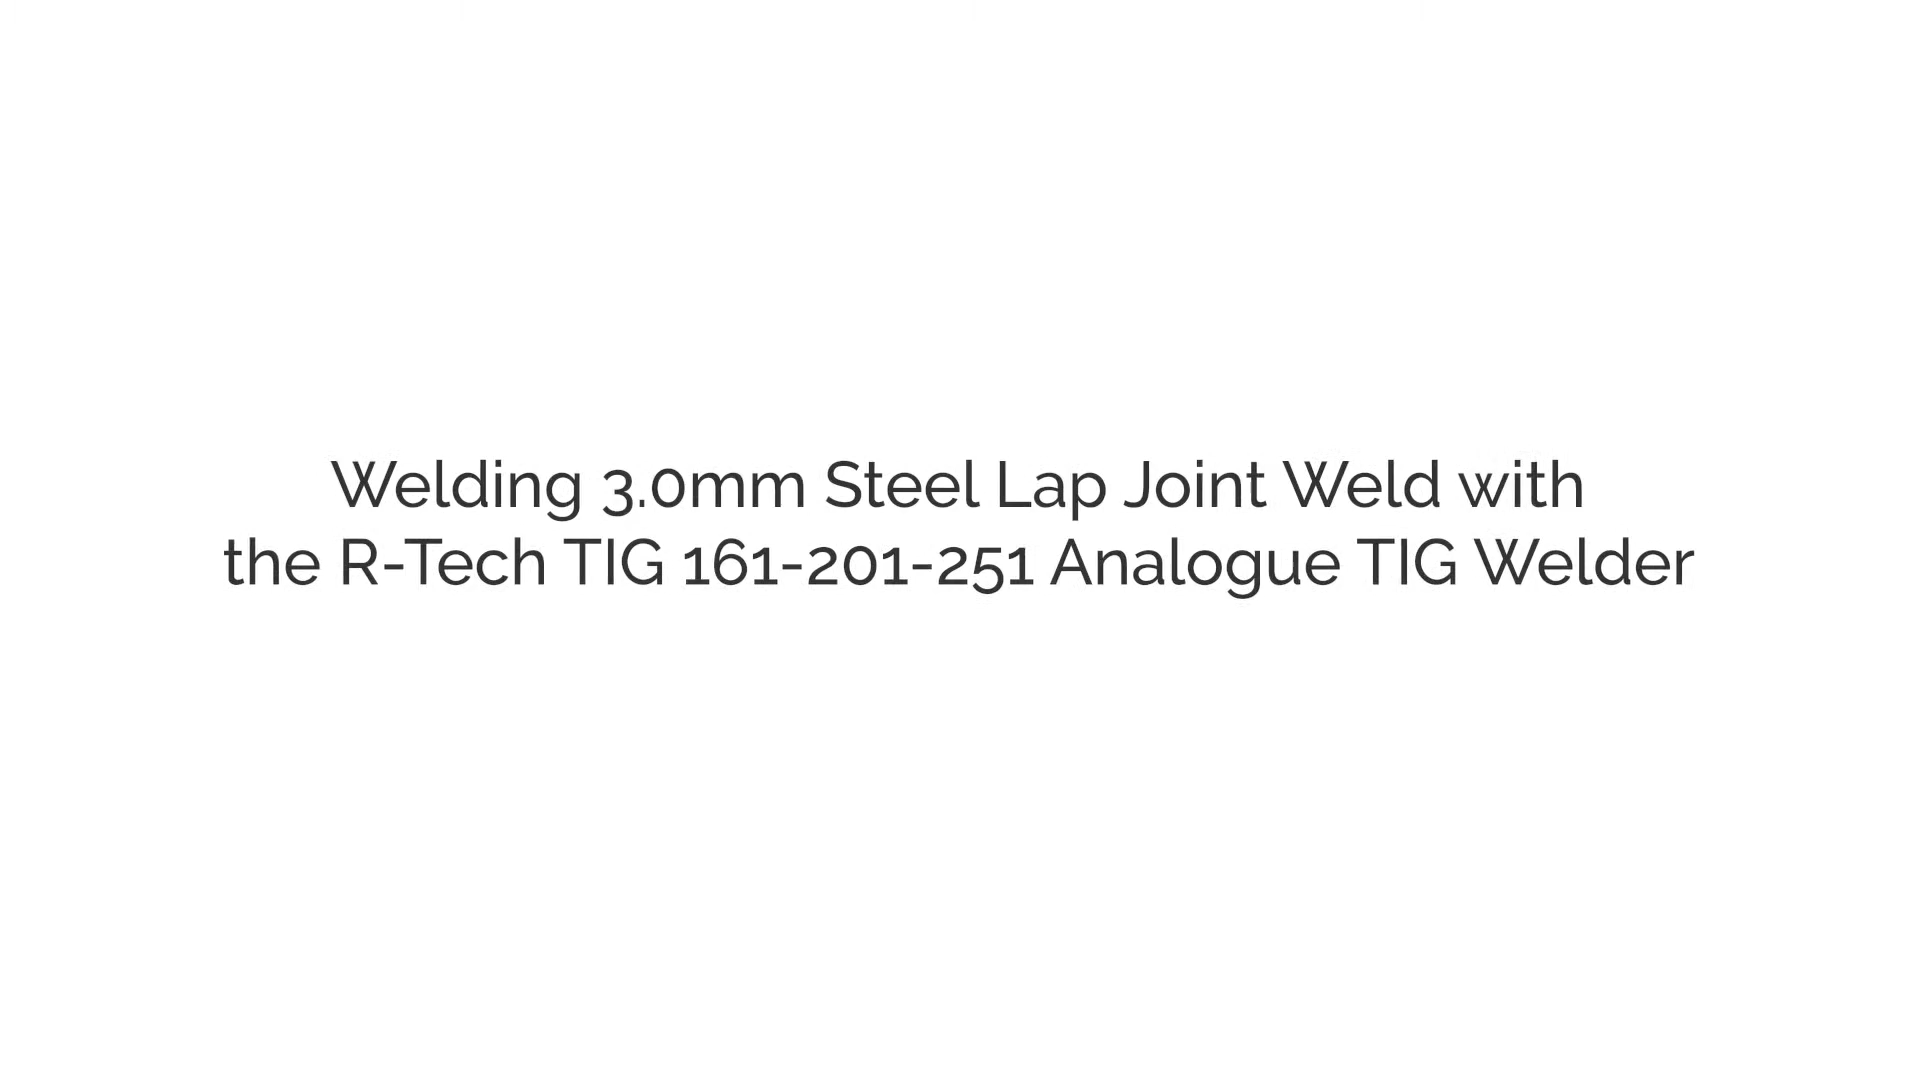 Welding 3.0mm Steel Lap Joint Weld with
the R-Tech TIG 161-201-251 Analogue TIG Welder